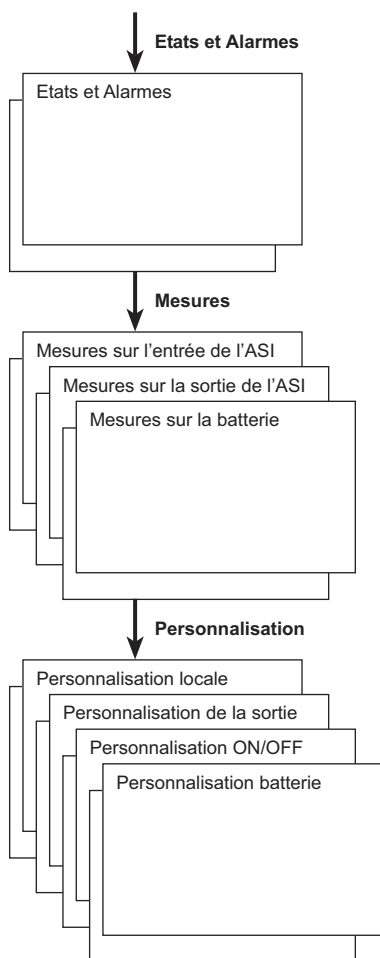 Etats et Alarmes
Etats et Alarmes
Mesures
Mesures sur l'entrée de l'ASI
Mesures sur la sortie de l'ASI
Mesures sur la batterie
Personnalisation
Personnalisation locale
Personnalisation de la sortie
Personnalisation ON/OFF
Personnalisation batterie